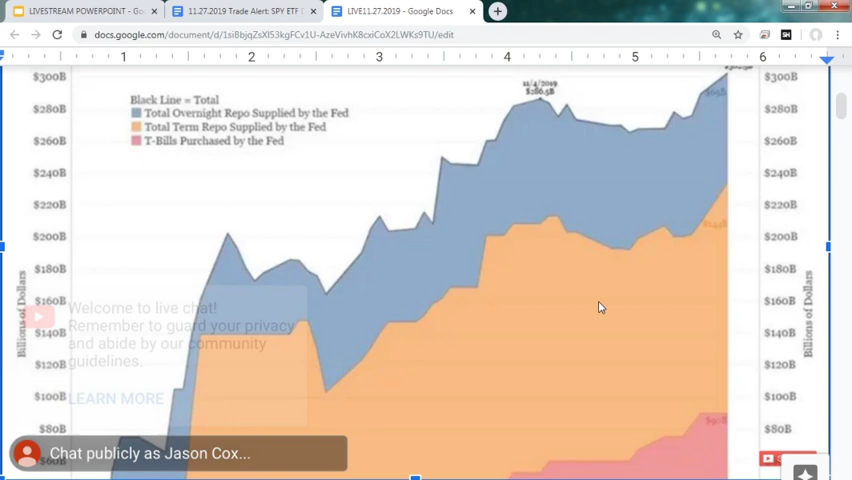 LIVESTREAM POWERPOINT - Go
11.27.2019 Trade Alert: SPY ETF
LIVE11.27.2019 - Google Docs
docs.google.com/document/d/1siBbjqZsXl53kgFCv1U-AzeVivhK8cxiCoX2LWKs9TU/edit
1 2 3 4 5 6
$300B
$280B
$260B
$240B
$220B
$200B
$180B
$160B
$140B
$120B
$100B
$80B
$60B
Billions of Dollars
Black Line = Total
Total Overnight Repo Supplied by the Fed
Total Term Repo Supplied by the Fed
T-Bills Purchased by the Fed
11/4/2019
$286.5B
$300B
$280B
$260B
$240B
$220B
$200B
$180B
$160B
$140B
$120B
$100B
$80B
Billions of Dollars
Welcome to live chat!
Remember to guard your privacy
and abide by our community
guidelines.
LEARN MORE
Chat publicly as Jason Cox...